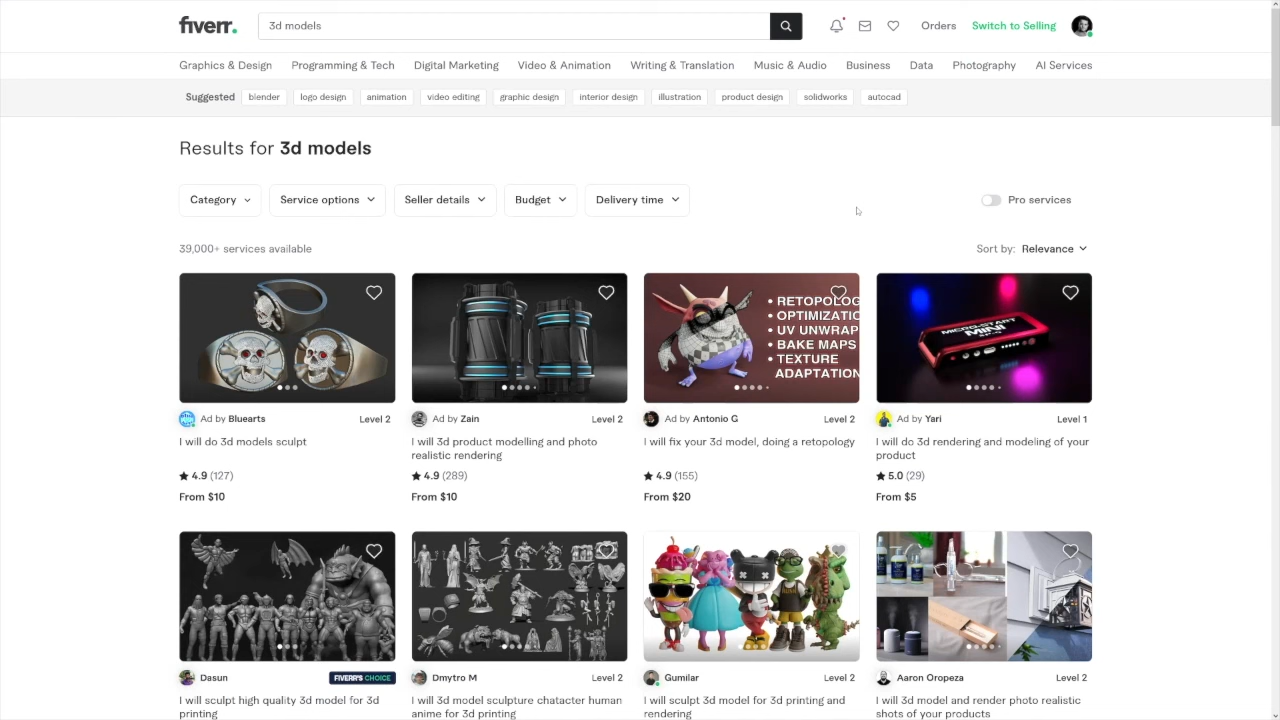 fiverr.
3d models
Orders
Switch to Selling
Graphics & Design
Programming & Tech
Digital Marketing
Video & Animation
Writing & Translation
Music & Audio
Business
Data
Photography
AI Services
Suggested
blender
logo design
animation
video editing
graphic design
interior design
illustration
product design
solidworks
autocad
Results for 3d models
Category
Service options
Seller details
Budget
Delivery time
Pro services
39,000+ services available
Sort by: Relevance
• RETOPOLOG
• OPTIMIZATIO
• UV UNWRAP
• BAKE MAPS
• TEXTURE
ADAPTATION
MICRO-START
MINI
Ad by Bluearts
Level 2
I will do 3d models sculpt
4.9 (127)
From $10
Ad by Zain
Level 2
I will 3d product modelling and photo
realistic rendering
4.9 (289)
From $10
Ad by Antonio G
Level 2
I will fix your 3d model, doing a retopology
4.9 (155)
From $20
Ad by Yari
Level 1
I will do 3d rendering and modeling of your
product
5.0 (29)
From $5
Dasun
FIVERR'S CHOICE
I will sculpt high quality 3d model for 3d
printing
Dmytro M
Level 2
I will 3d model sculpture chatacter human
anime for 3d printing
Gumilar
Level 2
I will sculpt 3d model for 3d printing and
rendering
Aaron Oropeza
Level 2
I will 3d model and render photo realistic
shots of your products